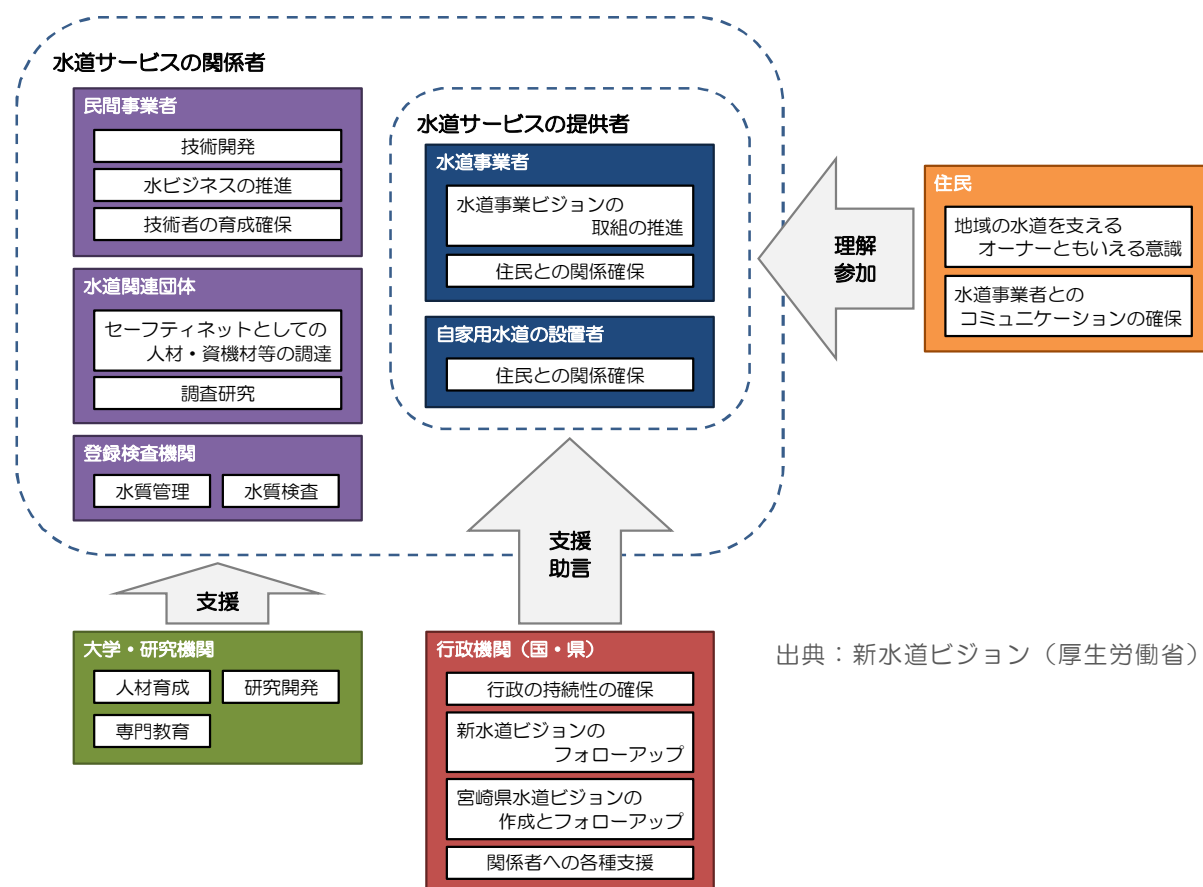 水道サービスの関係者
民間事業者
技術開発
水ビジネスの推進
技術者の育成確保
水道関連団体
セーフティネットとしての
人材・資機材等の調達
調査研究
登録検査機関
水質管理
水質検査
水道サービスの提供者
水道事業者
水道事業ビジョンの
取組の推進
住民との関係確保
自家用水道の設置者
住民との関係確保
理解
参加
住民
地域の水道を支える
オーナーともいえる意識
水道事業者との
コミュニケーションの確保
支援
大学・研究機関
人材育成
研究開発
専門教育
支援
助言
行政機関（国・県）
行政の持続性の確保
新水道ビジョンの
フォローアップ
宮崎県水道ビジョンの
作成とフォローアップ
関係者への各種支援
出典：新水道ビジョン（厚生労働省）